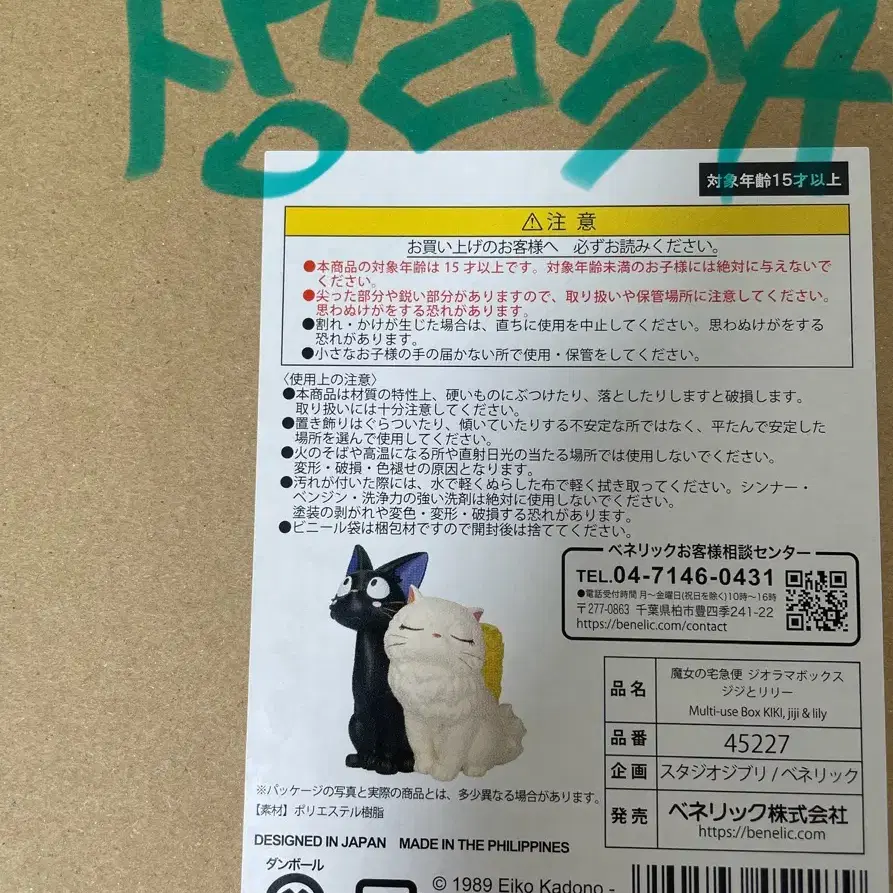 対象年齢15才以上
⚠注 意
お買い上げのお客様へ 必ずお読みください。
●本商品の対象年齢は 15 才以上です。対象年齢未満のお子様には絶対に与えないで
ください。
●尖った部分や鋭い部分がありますので、取り扱いや保管場所に注意してください。
思わぬけがをする恐れがあります。
●割れ・かけが生じた場合は、直ちに使用を中止してください。思わぬけがをする
恐れがあります。
●小さなお子様の手の届かない所で使用・保管をしてください。
〈使用上の注意〉
●本商品は材質の特性上、硬いものにぶつけたり、落としたりしますと破損します。
取り扱いには十分注意してください。
●置き飾りはぐらついたり、傾いていたりする不安定な所ではなく、平たんで安定した
場所を選んで使用してください。
●火のそばや高温になる所や直射日光の当たる場所では使用しないでください。
変形・破損・色褪せの原因となります。
●汚れが付いた際には、水で軽くぬらした布で軽く拭き取ってください。シンナー・
ベンジン・洗浄力の強い洗剤は絶対に使用しないでください。
塗装の剥がれや変色・変形・破損する恐れがあります。
●ビニール袋は梱包材ですので開封後は捨ててください。
ベネリックお客様相談センター
TEL.04-7146-0431
●電話受付時間 月〜金曜日(祝日を除く)10時〜16時
〒277-0863 千葉県柏市豊四季241-22
https://benelic.com/contact
品名 魔女の宅急便 ジオラマボックス
ジジとリリー
Multi-use Box KIKI, jiji & lily
品番 45227
企画 スタジオジブリ / ベネリック
発売 ベネリック株式会社
https://benelic.com
※パッケージの写真と実際の商品とは、多少異なる場合があります。
【素材】ポリエステル樹脂
DESIGNED IN JAPAN MADE IN THE PHILIPPINES
ダンボール
© 1989 Eiko Kadono -